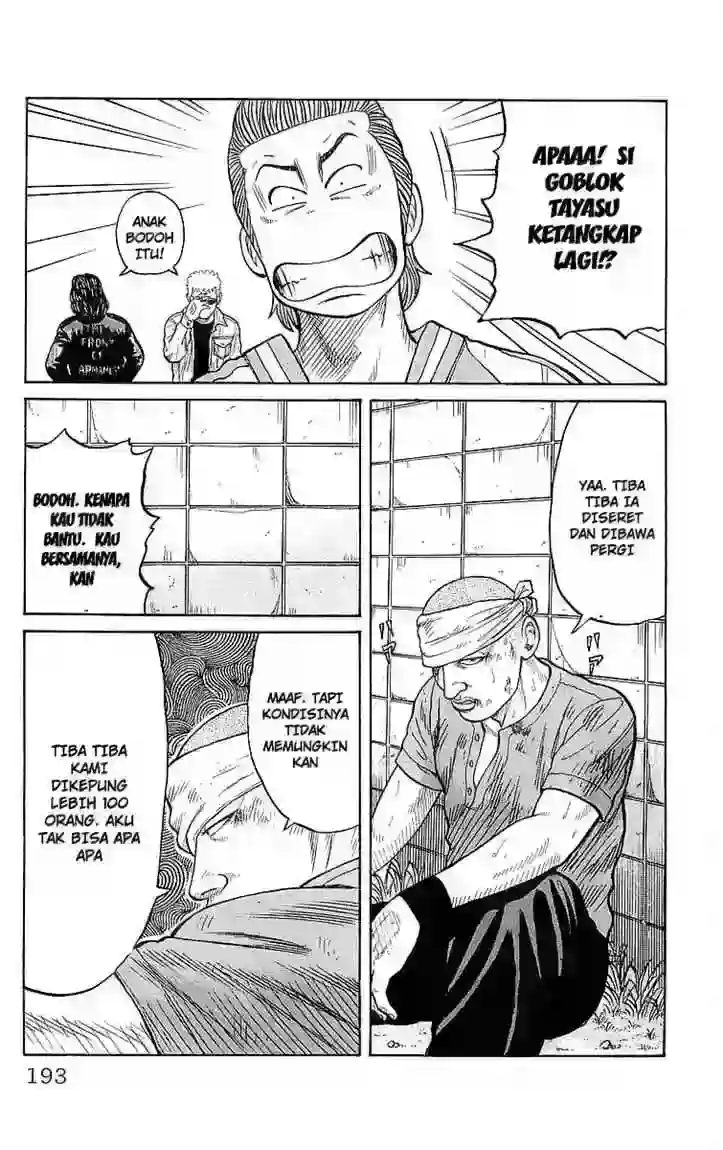 APAAA! SI
GOBLOK
TAYASU
KETANGKAP
LAGI!?
ANAK
BODOH
ITU!
FRONT
OF
YAA. TIBA
TIBA IA
DISERET
DAN DIBAWA
PERGI
BODOH. KENAPA
KAU TIDAK
BANTU. KAU
BERSAMANYA,
KAN
MAAF. TAPI
KONDISINYA
TIDAK
MEMUNGKIN
KAN
TIBA TIBA
KAMI
DIKEPUNG
LEBIH 100
ORANG. AKU
TAK BISA APA
APA
193